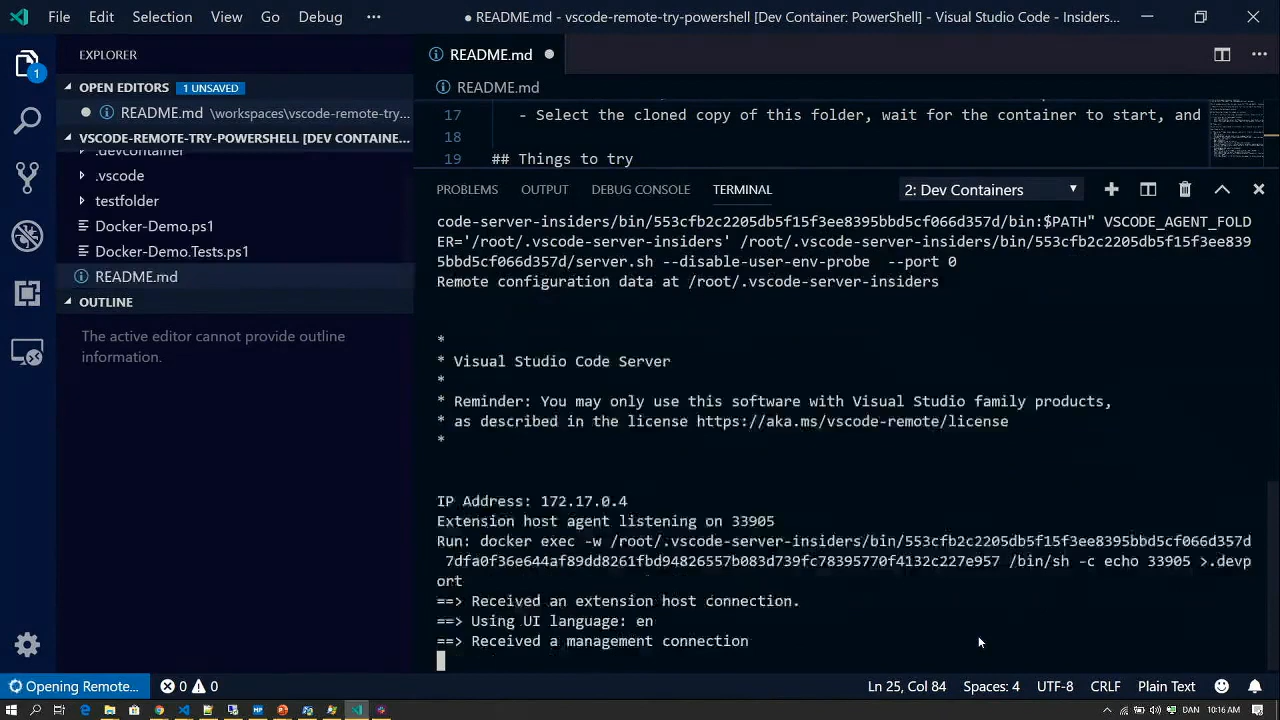 File Edit Selection View Go Debug ••• ● README.md - vscode-remote-try-powershell [Dev Container: PowerShell] - Visual Studio Code - Insiders...
EXPLORER
README.md
OPEN EDITORS 1 UNSAVED
README.md
README.md \workspaces\vscode-remote-try...
VSCODE-REMOTE-TRY-POWERSHELL [DEV CONTAINE...
.devcontainer
.vscode
testfolder
Docker-Demo.ps1
Docker-Demo.Tests.ps1
README.md
OUTLINE
The active editor cannot provide outline
information.
1
17 - Select the cloned copy of this folder, wait for the container to start, and
18
19 ## Things to try
PROBLEMS OUTPUT DEBUG CONSOLE TERMINAL 2: Dev Containers
code-server-insiders/bin/553cfb2c2205db5f15f3ee8395bbd5cf066d357d/bin:$PATH" VSCODE_AGENT_FOLD
ER='/root/.vscode-server-insiders' /root/.vscode-server-insiders/bin/553cfb2c2205db5f15f3ee839
5bbd5cf066d357d/server.sh --disable-user-env-probe  --port 0
Remote configuration data at /root/.vscode-server-insiders
*
* Visual Studio Code Server
*
* Reminder: You may only use this software with Visual Studio family products,
* as described in the license https://aka.ms/vscode-remote/license
*
IP Address: 172.17.0.4
Extension host agent listening on 33905
Run: docker exec -w /root/.vscode-server-insiders/bin/553cfb2c2205db5f15f3ee8395bbd5cf066d357d
7dfa0f36e644af89dd8261fbd94826557b083d739fc78395770f4132c227e957 /bin/sh -c echo 33905 >.devp
ort
==> Received an extension host connection.
==> Using UI language: en
==> Received a management connection
Opening Remote... 0 0 Ln 25, Col 84 Spaces: 4 UTF-8 CRLF Plain Text
DAN 10:16 AM